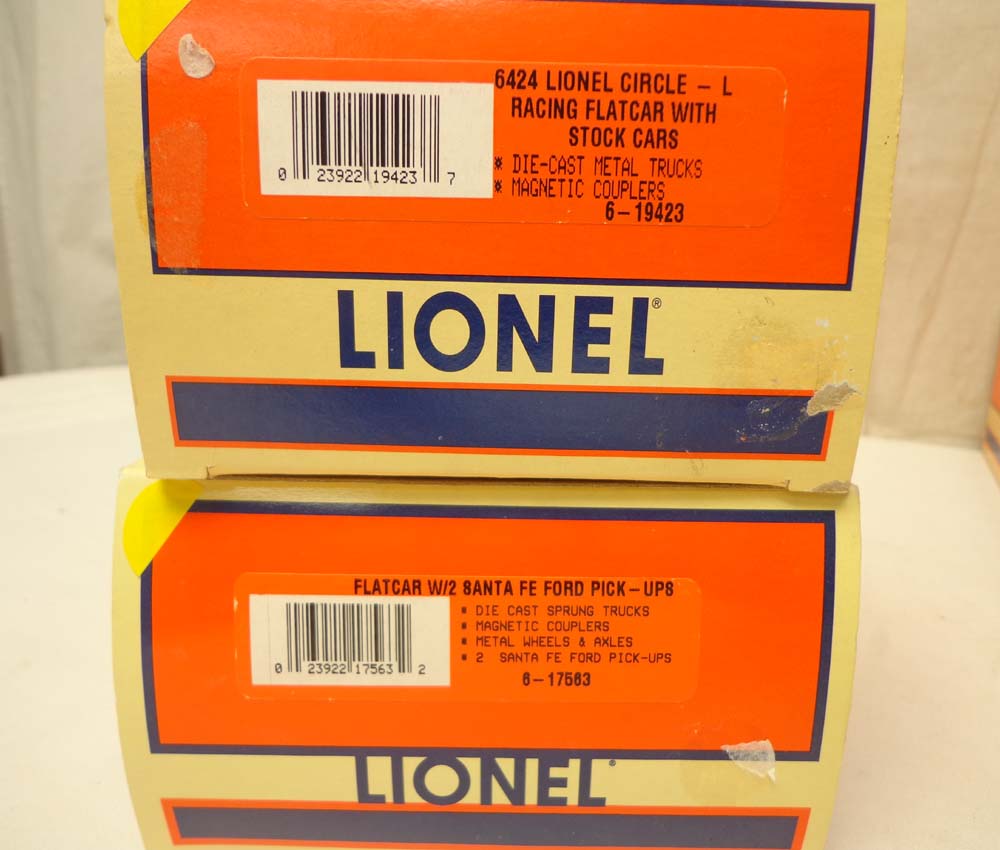 6424 LIONEL CIRCLE - L
RACING FLATCAR WITH
STOCK CARS
* DIE-CAST METAL TRUCKS
* MAGNETIC COUPLERS
6-19423
0 23922 19423 7
LIONEL®
FLATCAR W/2 SANTA FE FORD PICK-UPS
* DIE CAST SPRUNG TRUCKS
* MAGNETIC COUPLERS
* METAL WHEELS & AXLES
* 2 SANTA FE FORD PICK-UPS
6-17563
0 23922 17563 2
LIONEL®